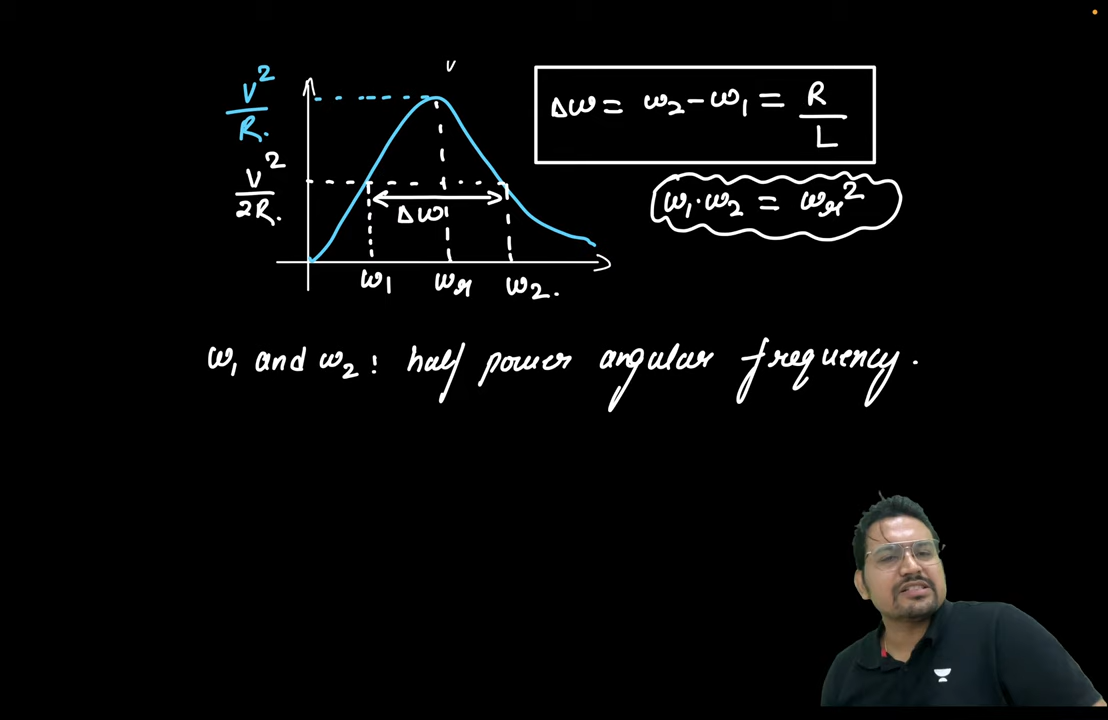 V²/R.
V²/2R.
Δω
ω₁ ωᵣ ω₂.
Δω = ω₂ - ω₁ = R/L
ω₁·ω₂ = ωᵣ²
ω₁ and ω₂ : half power angular frequency.